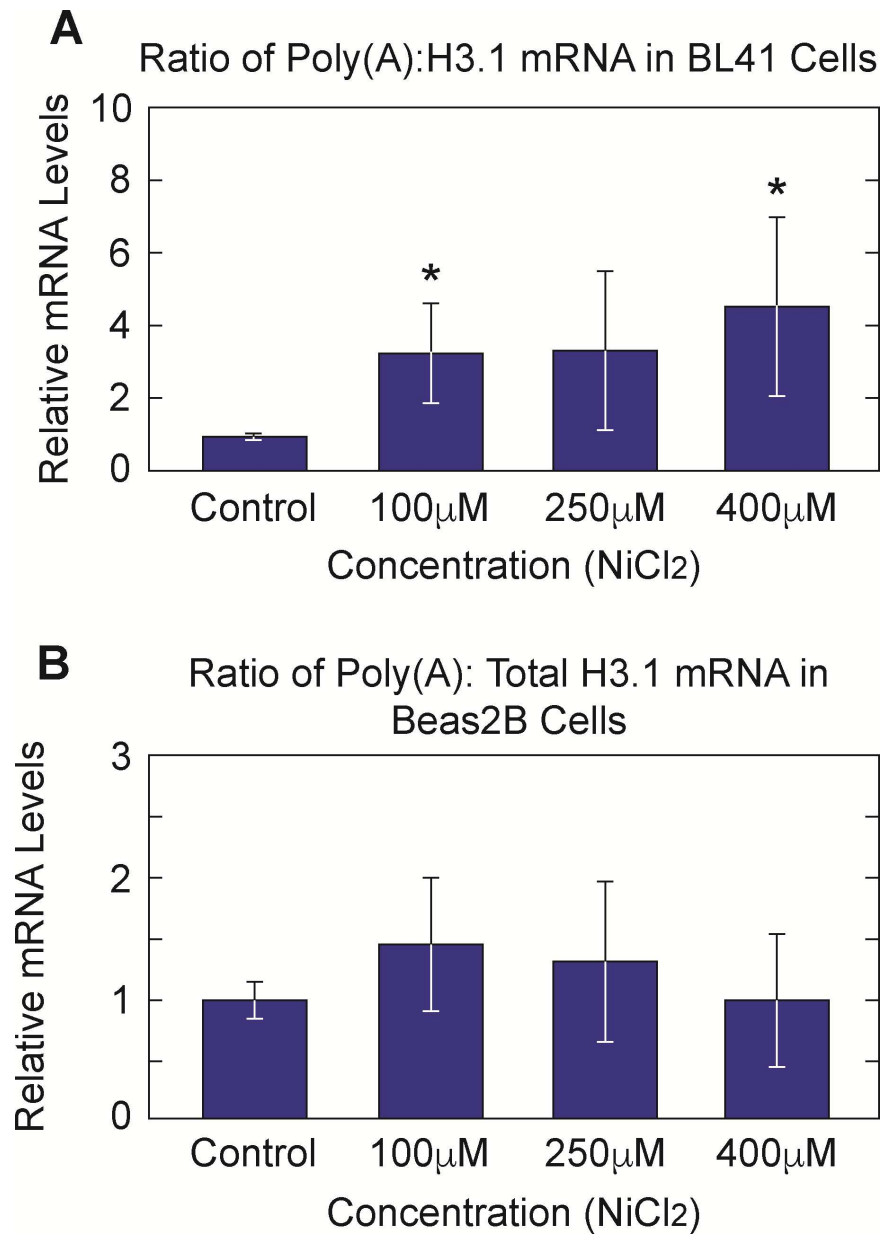 A
Ratio of Poly(A):H3.1 mRNA in BL41 Cells
Relative mRNA Levels
10
8
6
4
2
0
*
*
Control 100µM 250µM 400µM
Concentration (NiCl2)
B
Ratio of Poly(A): Total H3.1 mRNA in
Beas2B Cells
Relative mRNA Levels
3
2
1
0
Control 100µM 250µM 400µM
Concentration (NiCl2)